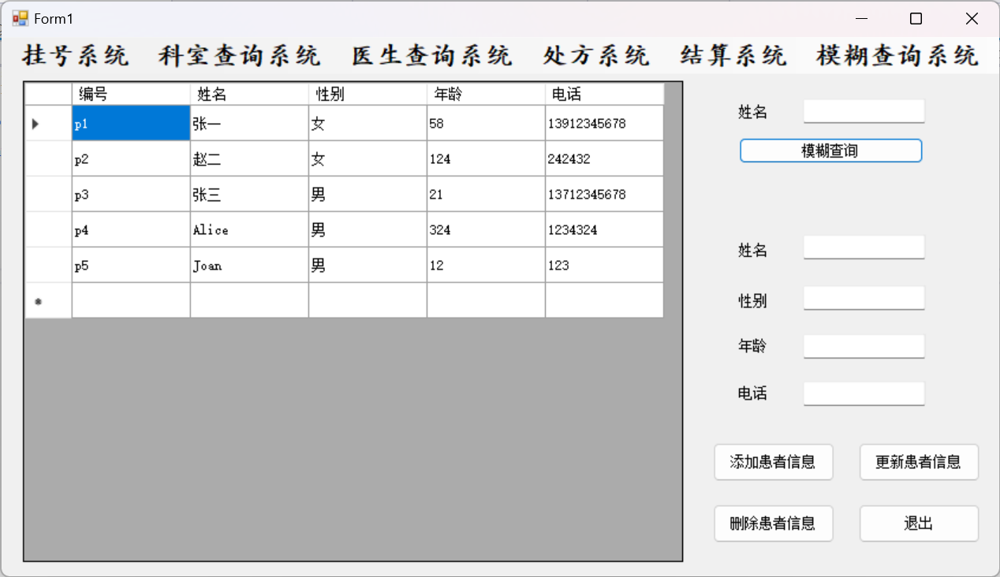 Form1
挂号系统 科室查询系统 医生查询系统 处方系统 结算系统 模糊查询系统
编号 姓名 性别 年龄 电话
p1 张一 女 58 13912345678
p2 赵二 女 124 242432
p3 张三 男 21 13712345678
p4 Alice 男 324 1234324
p5 Joan 男 12 123
姓名
模糊查询
姓名
性别
年龄
电话
添加患者信息 更新患者信息
删除患者信息 退出